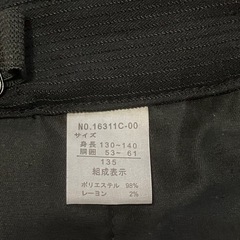 NO.16311C-00
サイズ
身長 130~140
胴囲 53~61
135
組成表示
ポリエステル 98%
レーヨン 2%